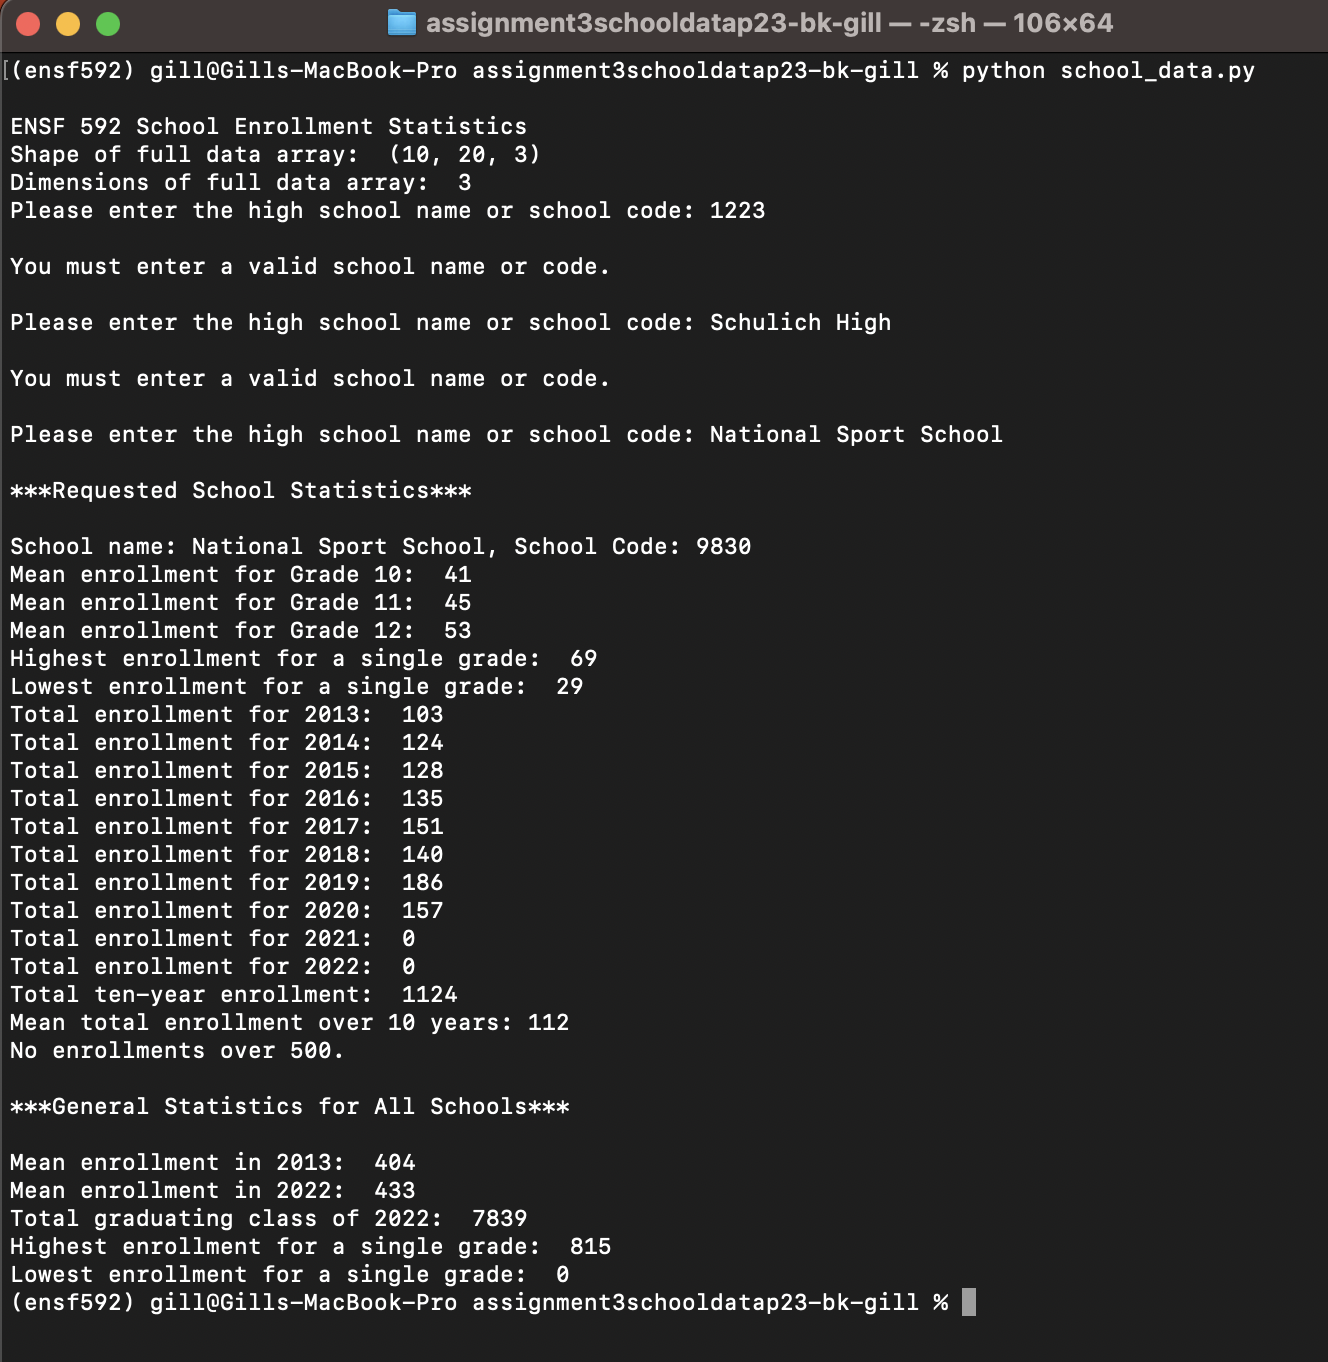 assignment3schooldatap23-bk-gill — -zsh — 106×64
(ensf592) gill@Gills-MacBook-Pro assignment3schooldatap23-bk-gill % python school_data.py
ENSF 592 School Enrollment Statistics
Shape of full data array:  (10, 20, 3)
Dimensions of full data array:  3
Please enter the high school name or school code: 1223
You must enter a valid school name or code.
Please enter the high school name or school code: Schulich High
You must enter a valid school name or code.
Please enter the high school name or school code: National Sport School
***Requested School Statistics***
School name: National Sport School, School Code: 9830
Mean enrollment for Grade 10:  41
Mean enrollment for Grade 11:  45
Mean enrollment for Grade 12:  53
Highest enrollment for a single grade:  69
Lowest enrollment for a single grade:  29
Total enrollment for 2013:  103
Total enrollment for 2014:  124
Total enrollment for 2015:  128
Total enrollment for 2016:  135
Total enrollment for 2017:  151
Total enrollment for 2018:  140
Total enrollment for 2019:  186
Total enrollment for 2020:  157
Total enrollment for 2021:  0
Total enrollment for 2022:  0
Total ten-year enrollment:  1124
Mean total enrollment over 10 years: 112
No enrollments over 500.
***General Statistics for All Schools***
Mean enrollment in 2013:  404
Mean enrollment in 2022:  433
Total graduating class of 2022:  7839
Highest enrollment for a single grade:  815
Lowest enrollment for a single grade:  0
(ensf592) gill@Gills-MacBook-Pro assignment3schooldatap23-bk-gill %